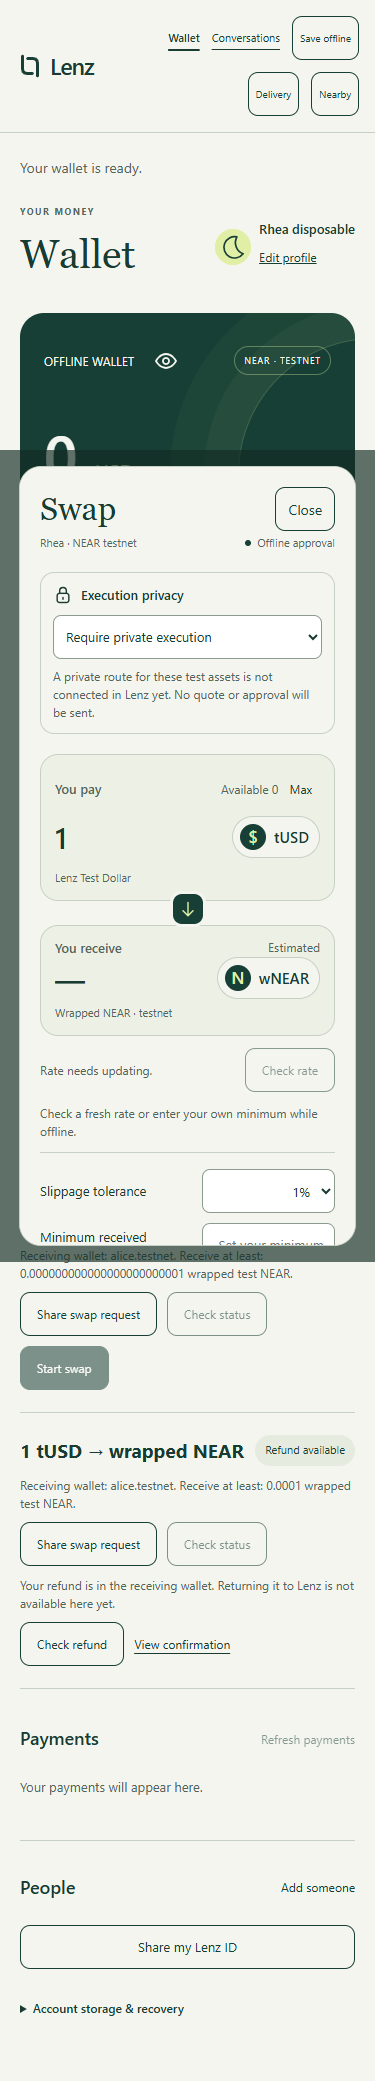 Lenz
Wallet
Conversations
Save offline
Delivery
Nearby
Your wallet is ready.
YOUR MONEY
Wallet
Rhea disposable
Edit profile
OFFLINE WALLET
NEAR · TESTNET
0
Swap
Close
Rhea · NEAR testnet
Offline approval
Execution privacy
Require private execution
A private route for these test assets is not
connected in Lenz yet. No quote or approval will
be sent.
You pay
Available 0
Max
1
$ tUSD
Lenz Test Dollar
You receive
Estimated
—
N wNEAR
Wrapped NEAR · testnet
Rate needs updating.
Check rate
Check a fresh rate or enter your own minimum while
offline.
Slippage tolerance
1%
Minimum received
Set your minimum
Receiving wallet: alice.testnet. Receive at least:
0.000000000000000000000001 wrapped test NEAR.
Share swap request
Check status
Start swap
1 tUSD → wrapped NEAR
Refund available
Receiving wallet: alice.testnet. Receive at least: 0.0001 wrapped
test NEAR.
Share swap request
Check status
Your refund is in the receiving wallet. Returning it to Lenz is not
available here yet.
Check refund
View confirmation
Payments
Refresh payments
Your payments will appear here.
People
Add someone
Share my Lenz ID
Account storage & recovery